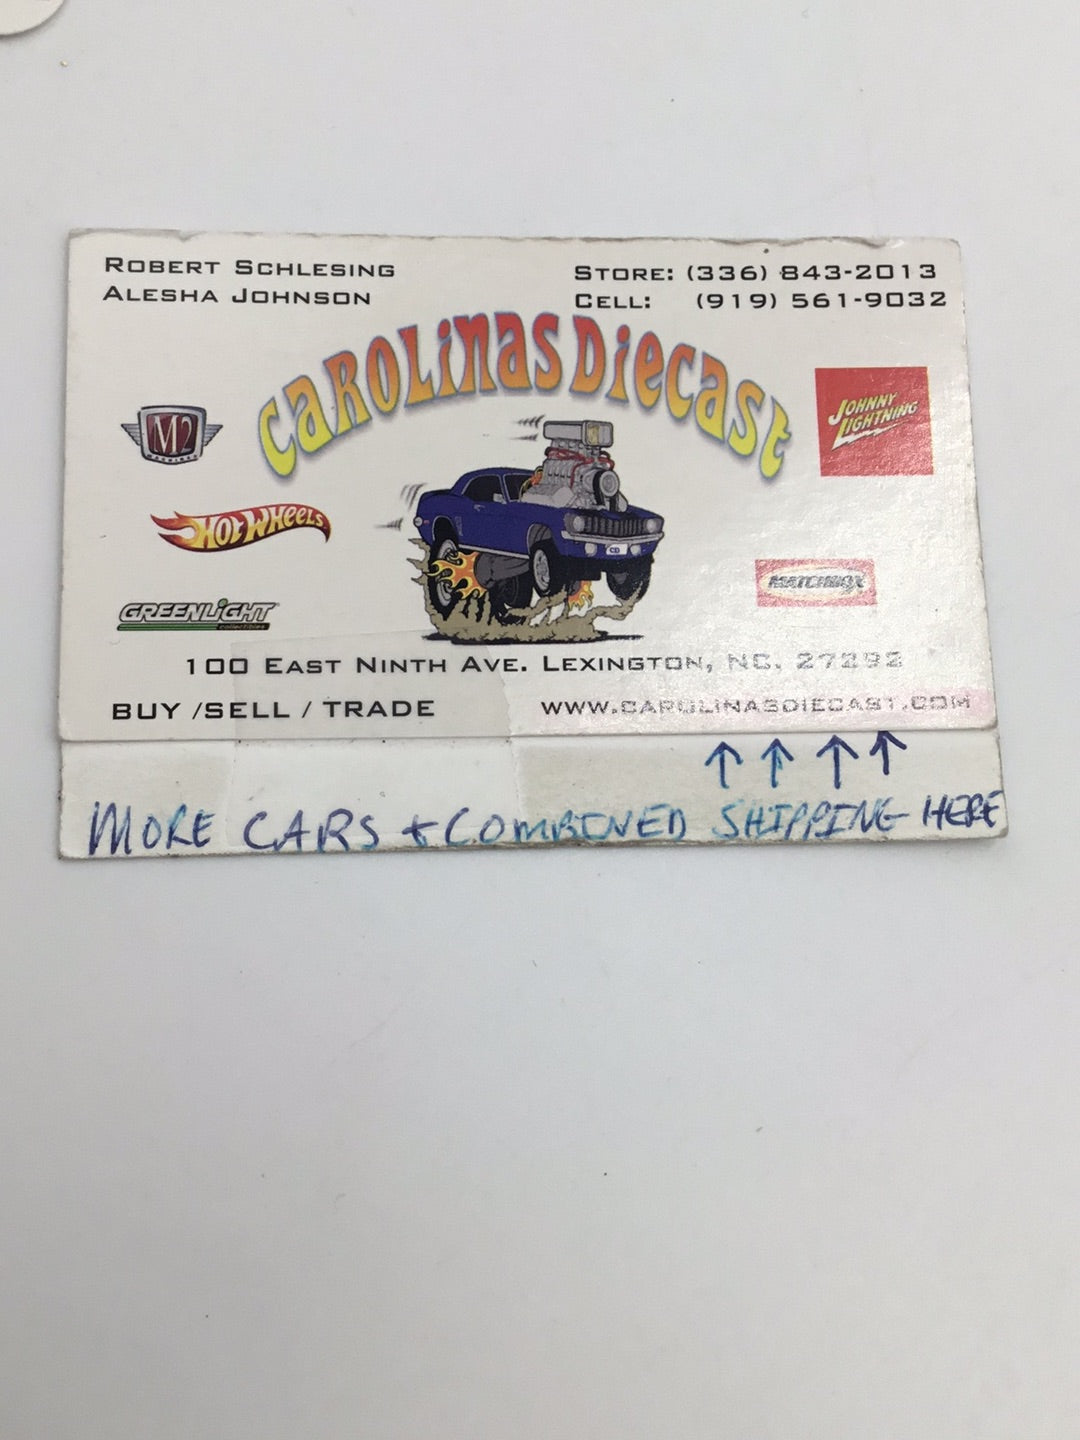 ROBERT SCHLESING
ALESHA JOHNSON
STORE: (336) 843-2013
CELL: (919) 561-9032
CAROLINAS DIECAST
M2
MACHINES
JOHNNY
LIGHTNING
HOT WHEELS
MATCHBOX
GREENLIGHT
collectibles
100 EAST NINTH AVE. LEXINGTON, NC. 27292
BUY /SELL / TRADE
WWW.CAROLINASDIECAST.COM
↑ ↑ ↑ ↑
MORE CARS + COMBINED SHIPPING HERE